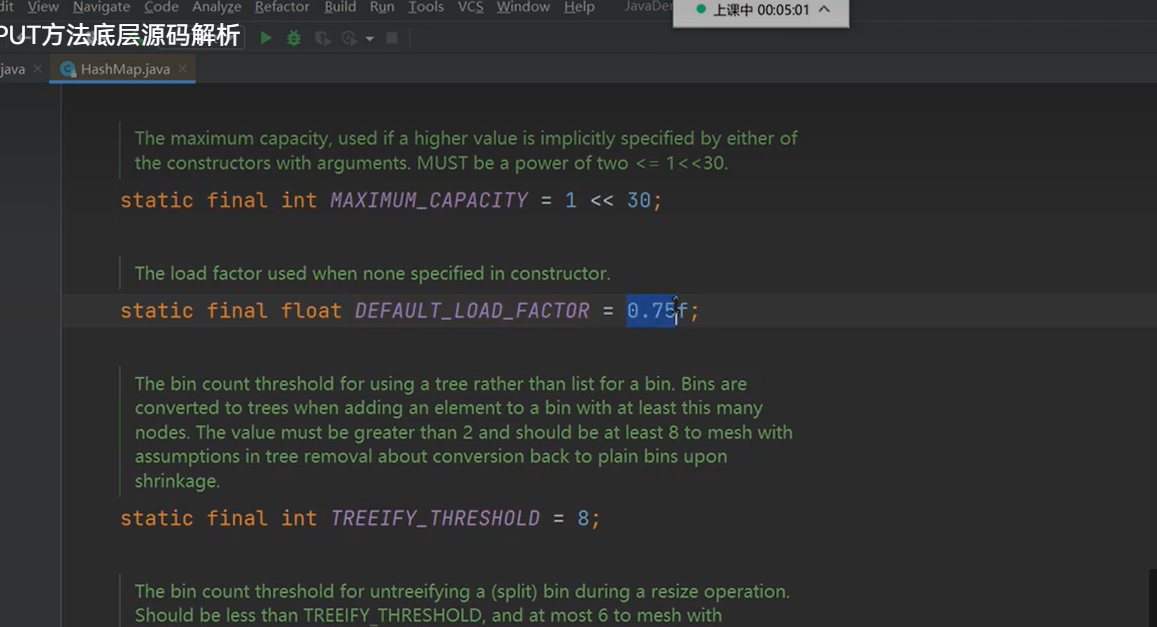 dit View Navigate Code Analyze Refactor Build Run Tools VCS Window Help JavaDe
上课中 00:05:01
PUT方法底层源码解析
java HashMap.java
The maximum capacity, used if a higher value is implicitly specified by either of
the constructors with arguments. MUST be a power of two <= 1<<30.
static final int MAXIMUM_CAPACITY = 1 << 30;
The load factor used when none specified in constructor.
static final float DEFAULT_LOAD_FACTOR = 0.75f;
The bin count threshold for using a tree rather than list for a bin. Bins are
converted to trees when adding an element to a bin with at least this many
nodes. The value must be greater than 2 and should be at least 8 to mesh with
assumptions in tree removal about conversion back to plain bins upon
shrinkage.
static final int TREEIFY_THRESHOLD = 8;
The bin count threshold for untreeifying a (split) bin during a resize operation.
Should be less than TREEIFY_THRESHOLD, and at most 6 to mesh with